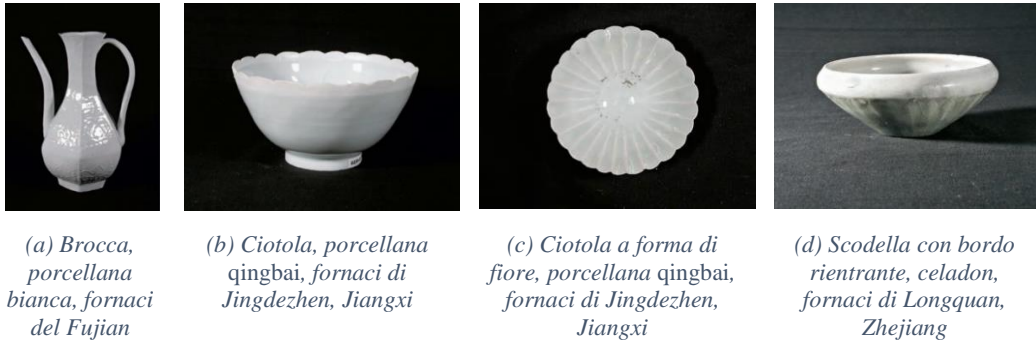 (a) Brocca,
porcellana
bianca, fornaci
del Fujian
(b) Ciotola, porcellana
qingbai, fornaci di
Jingdezhen, Jiangxi
(c) Ciotola a forma di
fiore, porcellana qingbai,
fornaci di Jingdezhen,
Jiangxi
(d) Scodella con bordo
rientrante, celadon,
fornaci di Longquan,
Zhejiang